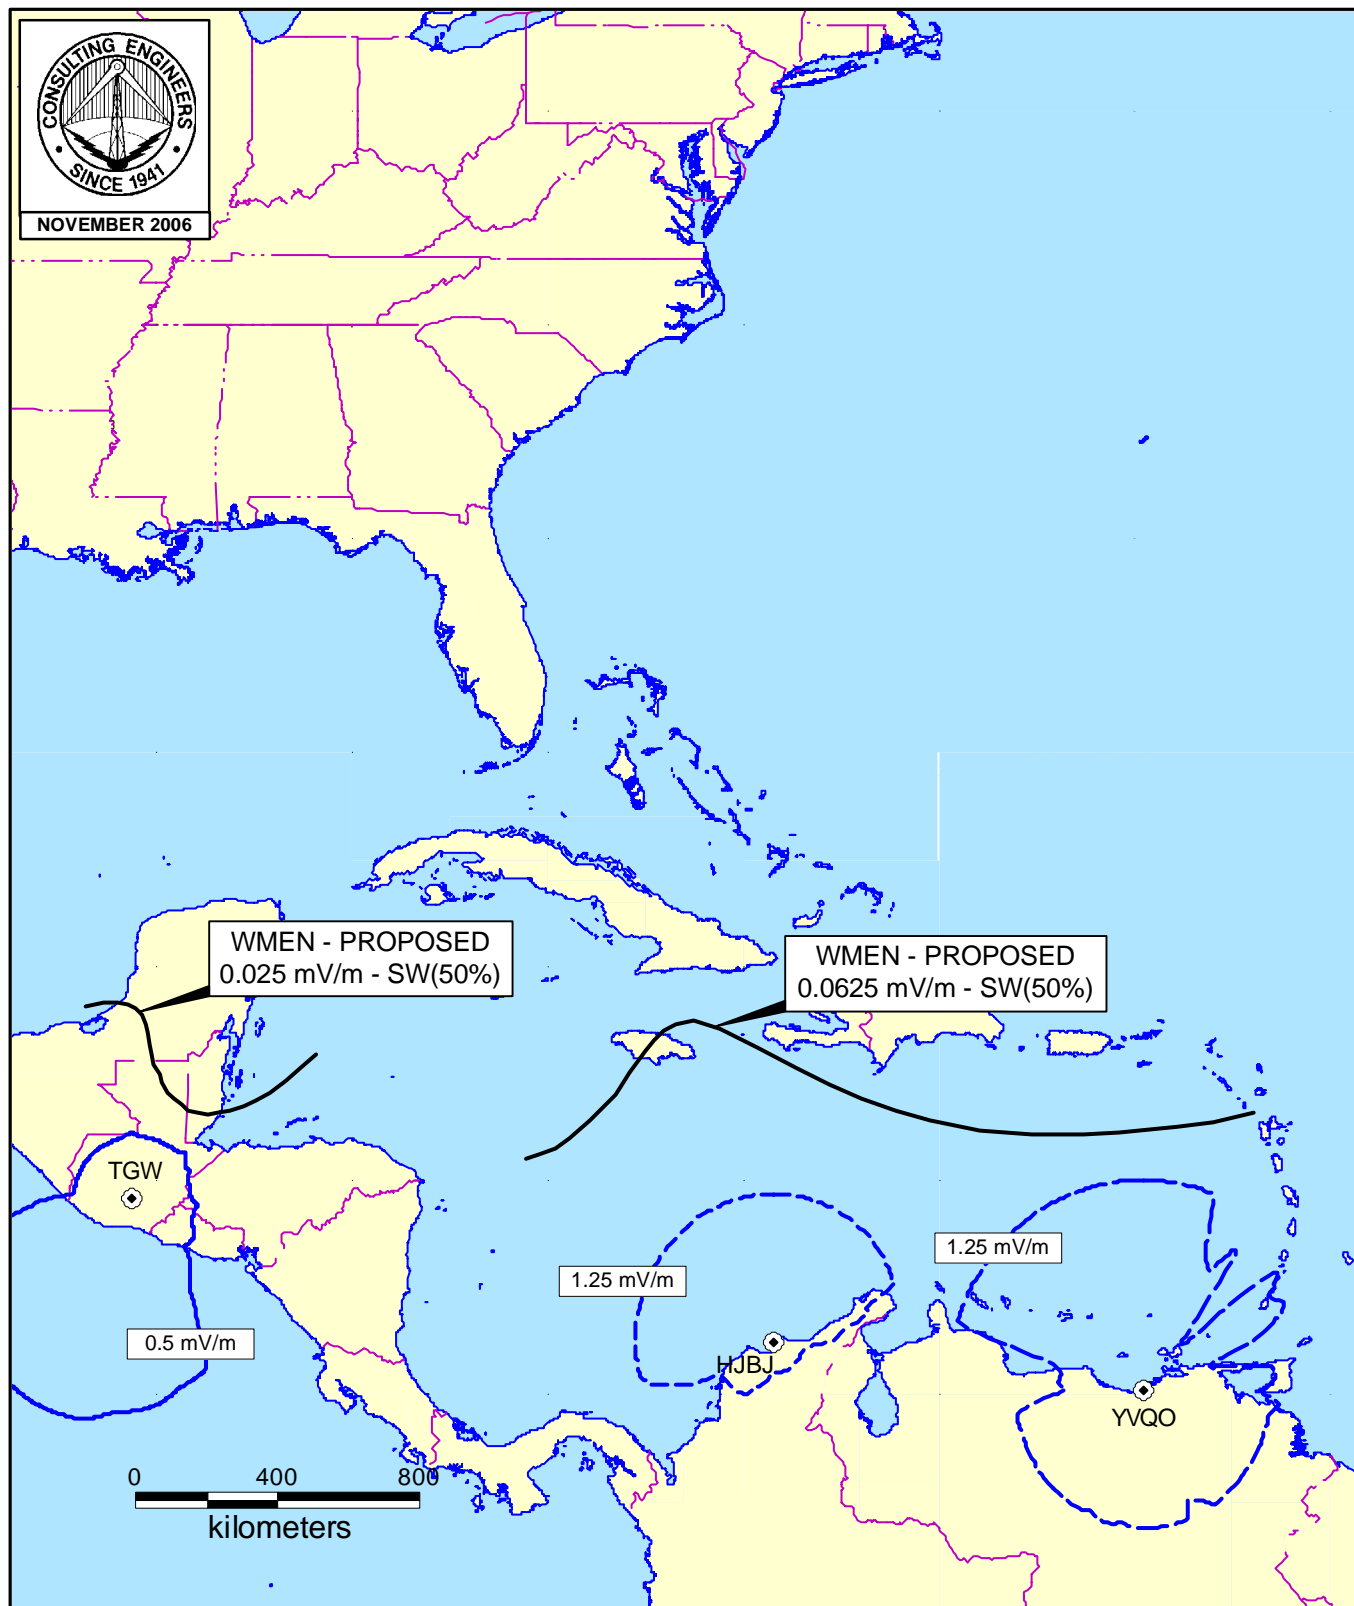 CONSULTING ENGINEERS
SINCE 1941
NOVEMBER 2006
WMEN - PROPOSED
0.025 mV/m - SW(50%)
WMEN - PROPOSED
0.0625 mV/m - SW(50%)
TGW
1.25 mV/m
1.25 mV/m
0.5 mV/m
HJBJ
YVQO
0 400 800
kilometers